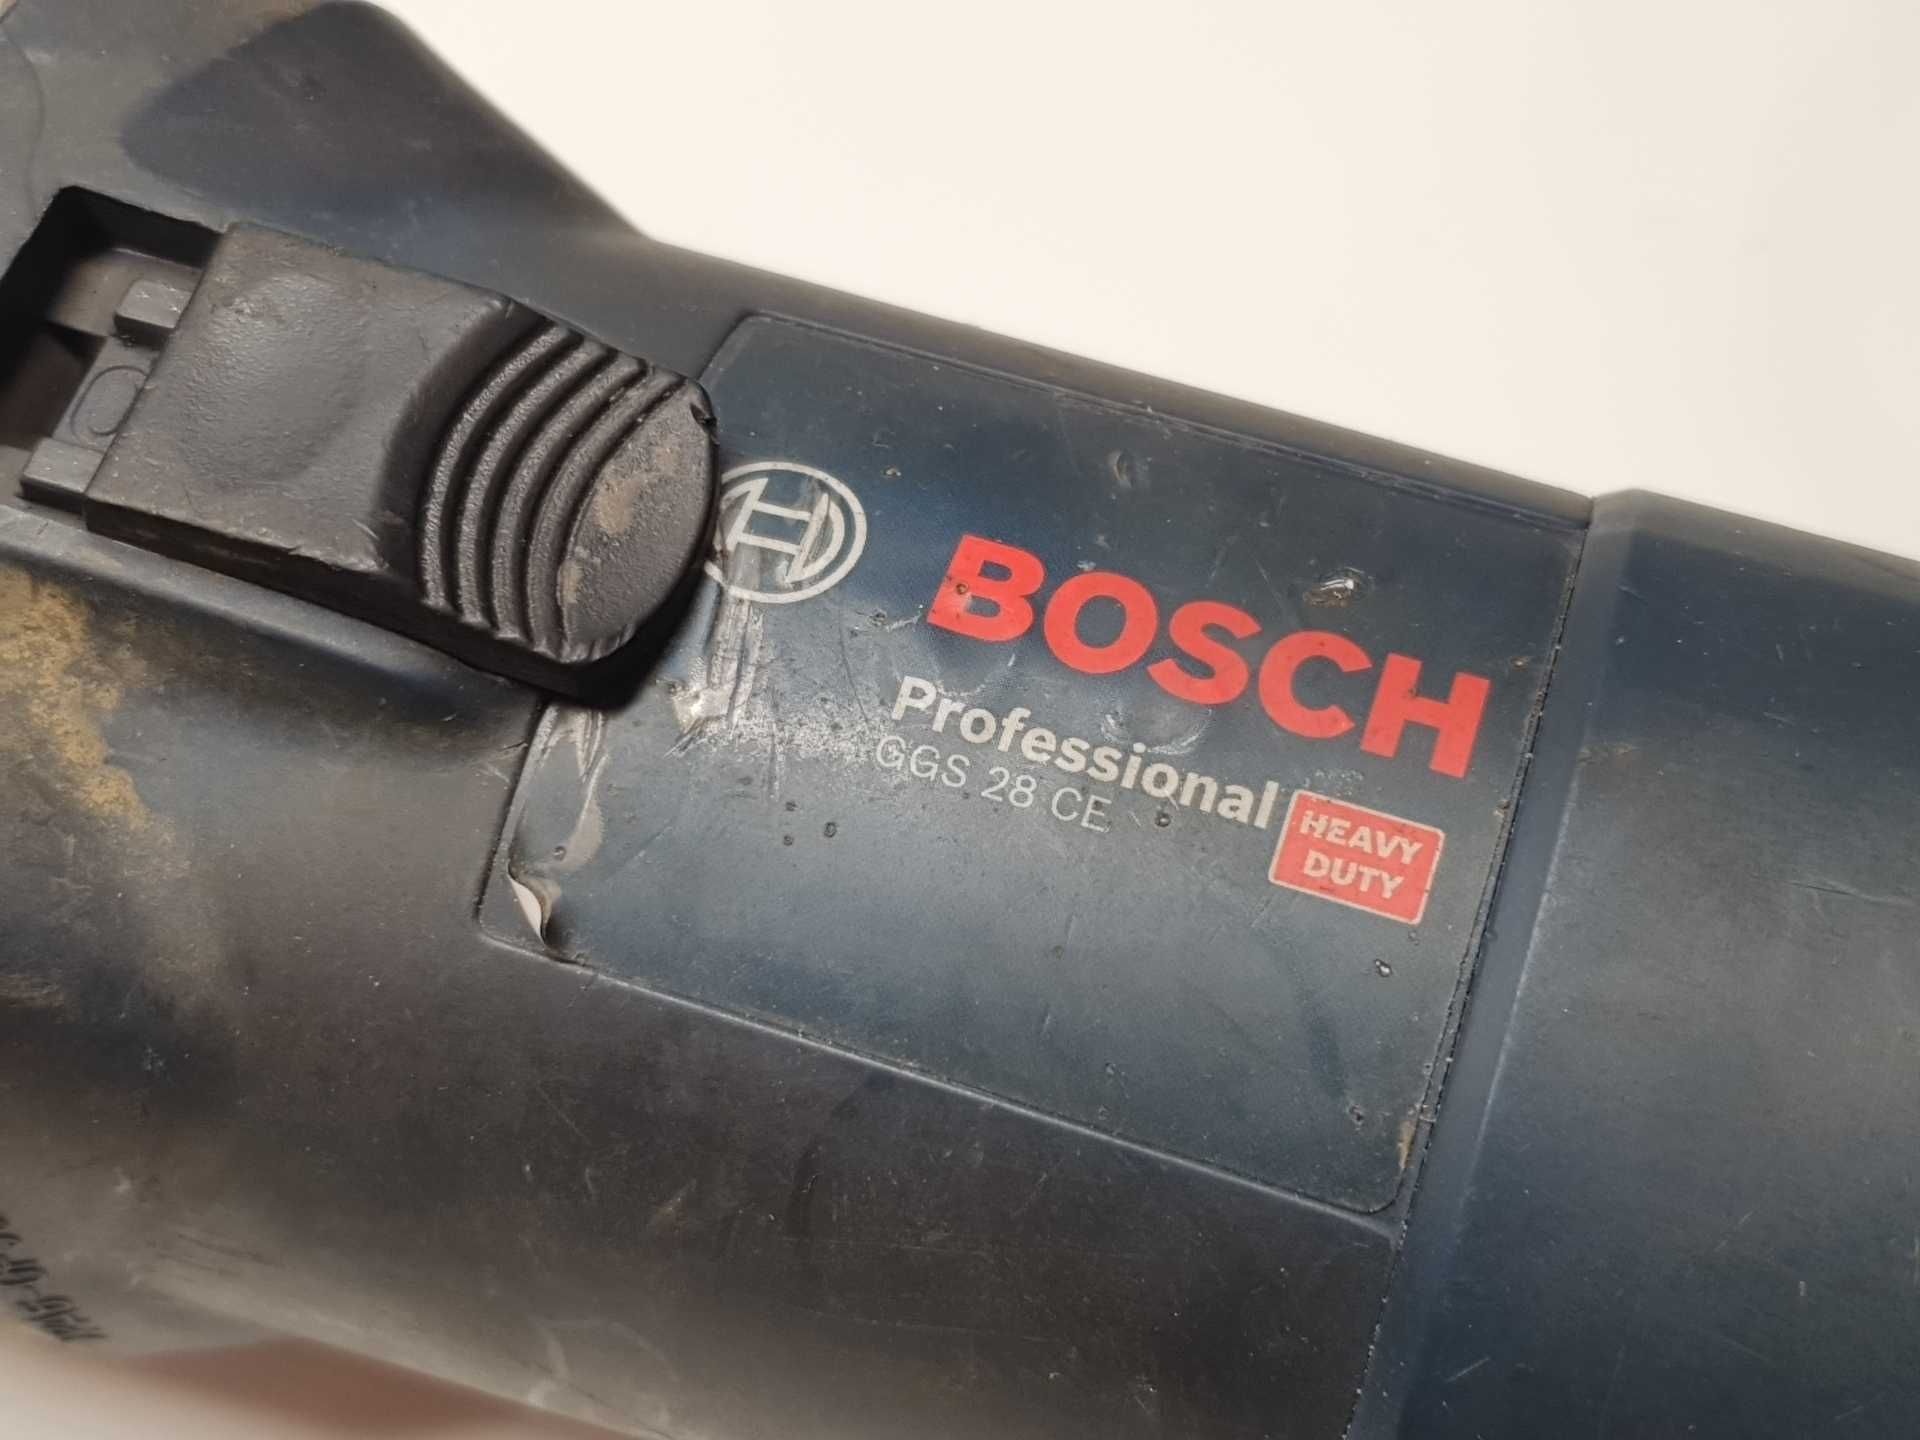 BOSCH
Professional
GGS 28 CE
HEAVY
DUTY